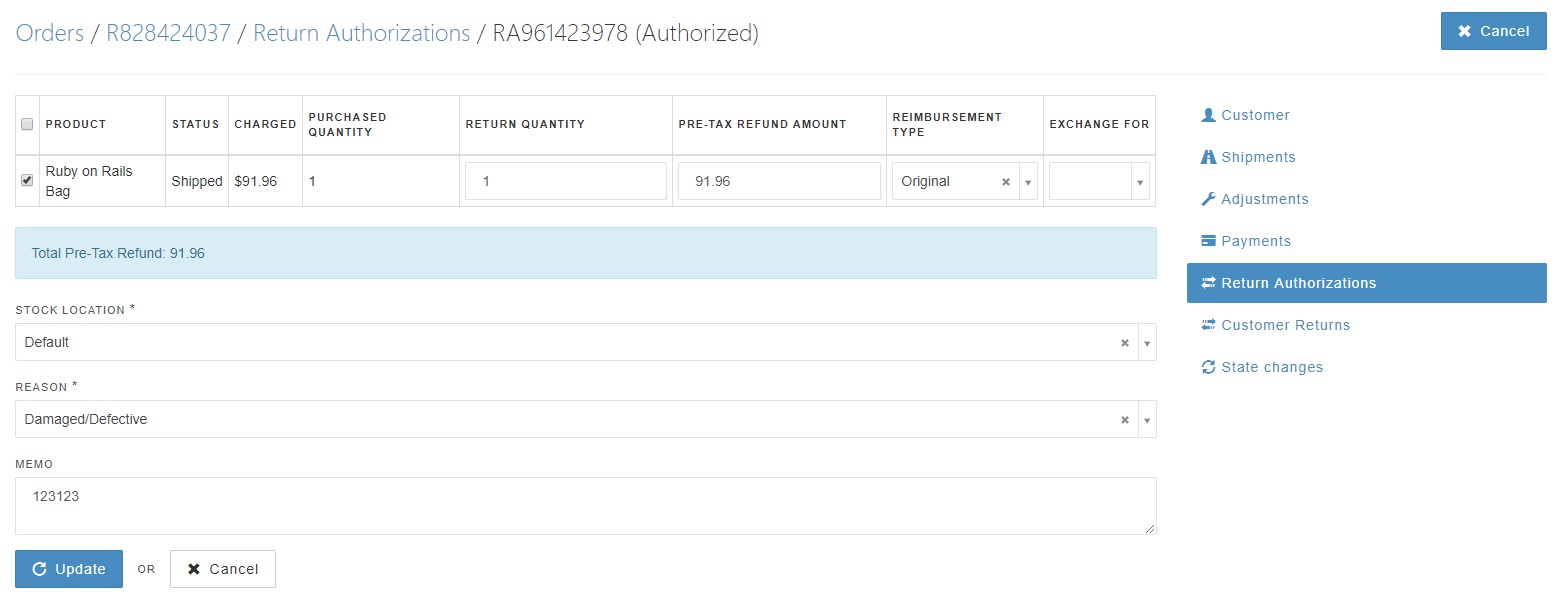 Orders / R828424037 / Return Authorizations / RA961423978 (Authorized)
Cancel
PRODUCT STATUS CHARGED PURCHASED QUANTITY RETURN QUANTITY PRE-TAX REFUND AMOUNT REIMBURSEMENT TYPE EXCHANGE FOR
Ruby on Rails Bag Shipped $91.96 1 1 91.96 Original
Total Pre-Tax Refund: 91.96
STOCK LOCATION *
Default
REASON *
Damaged/Defective
MEMO
123123
Update OR Cancel
Customer
Shipments
Adjustments
Payments
Return Authorizations
Customer Returns
State changes